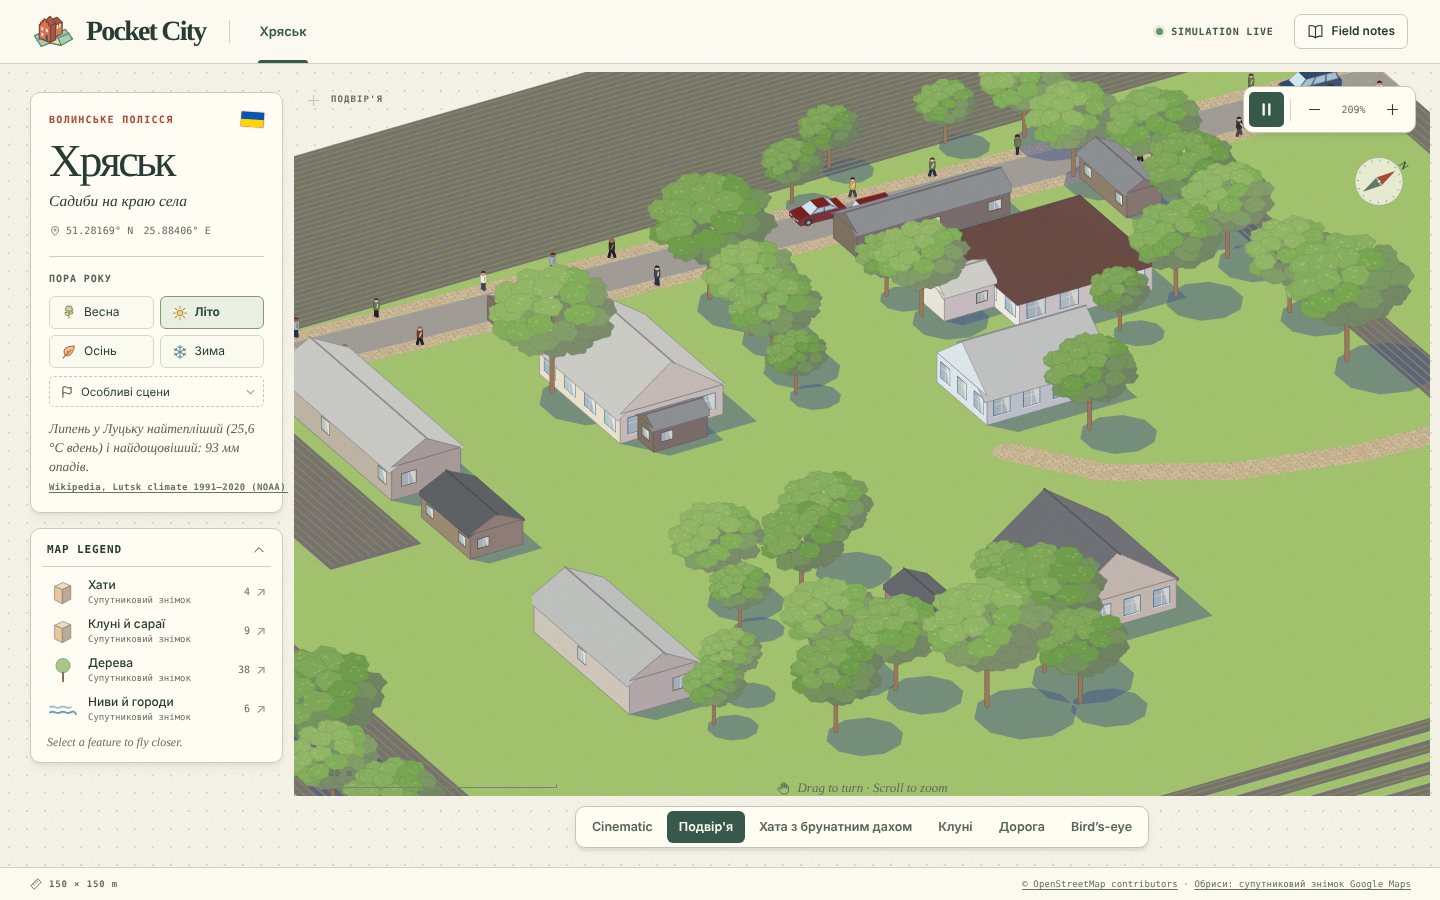 Pocket City
Хряськ
SIMULATION LIVE
Field notes
ВОЛИНСЬКЕ ПОЛІССЯ
Хряськ
Садиби на краю села
51.28169° N 25.88406° E
ПОРА РОКУ
Весна
Літо
Осінь
Зима
Особливі сцени
Липень у Луцьку найтепліший (25,6
°C вдень) і найдощовіший: 93 мм
опадів.
Wikipedia, Lutsk climate 1991–2020 (NOAA)
MAP LEGEND
Хати
Супутниковий знімок
4
Клуні й сараї
Супутниковий знімок
9
Дерева
Супутниковий знімок
38
Ниви й городи
Супутниковий знімок
6
Select a feature to fly closer.
ПОДВІР'Я
209%
N
20 m
Drag to turn · Scroll to zoom
Cinematic
Подвір'я
Хата з брунатним дахом
Клуні
Дорога
Bird's-eye
150 × 150 m
© OpenStreetMap contributors · Обриси: супутниковий знімок Google Maps